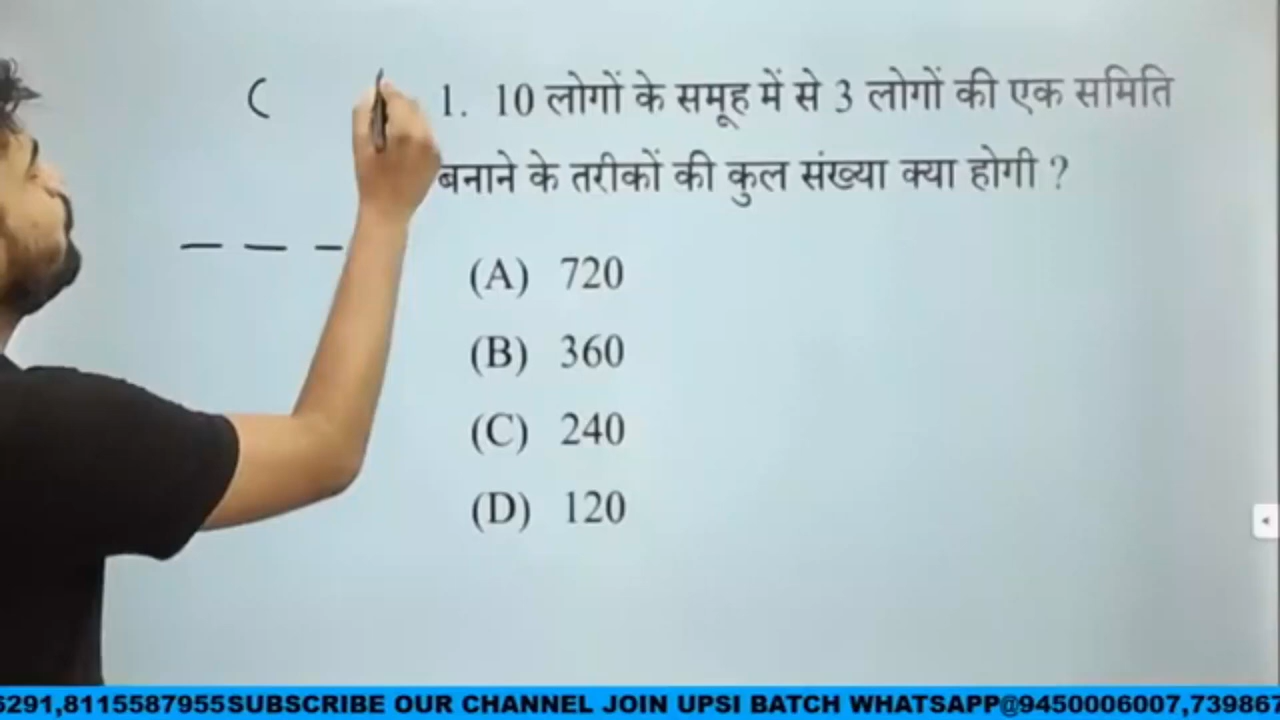 (
1. 10 लोगों के समूह में से 3 लोगों की एक समिति
बनाने के तरीकों की कुल संख्या क्या होगी ?
(A) 720
(B) 360
(C) 240
(D) 120
5291,8115587955SUBSCRIBE OUR CHANNEL JOIN UPSI BATCH WHATSAPP@9450006007,739867